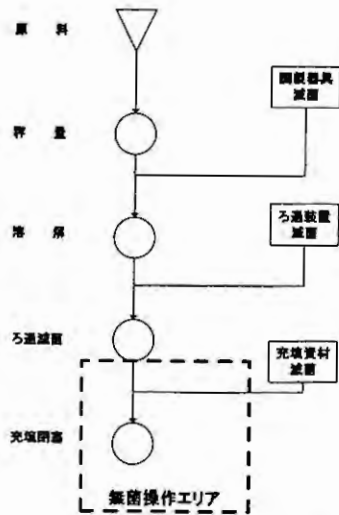 原 料
調製器具
滅菌
秤 量
ろ過装置
滅菌
溶 解
充填資材
滅菌
ろ過滅菌
充填閉塞
無菌操作エリア